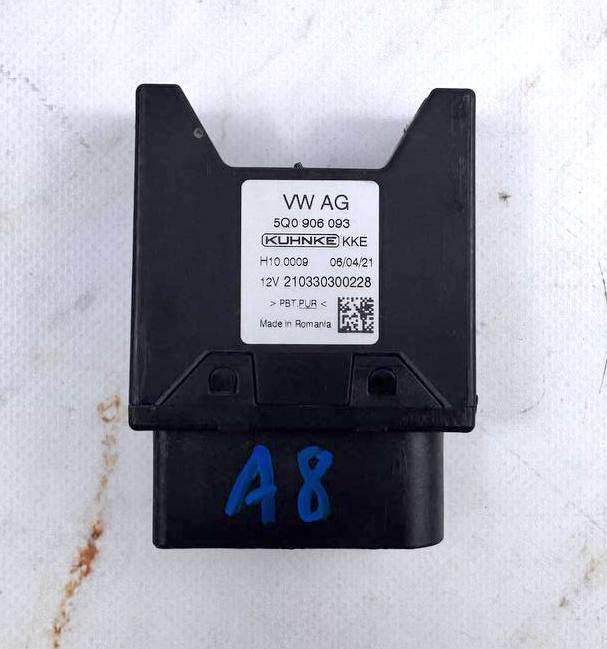 VW AG
5Q0 906 093
KUHNKE KKE
H10.0009 06/04/21
12V 210330300228
> PBT.PUR <
Made in Romania
A8